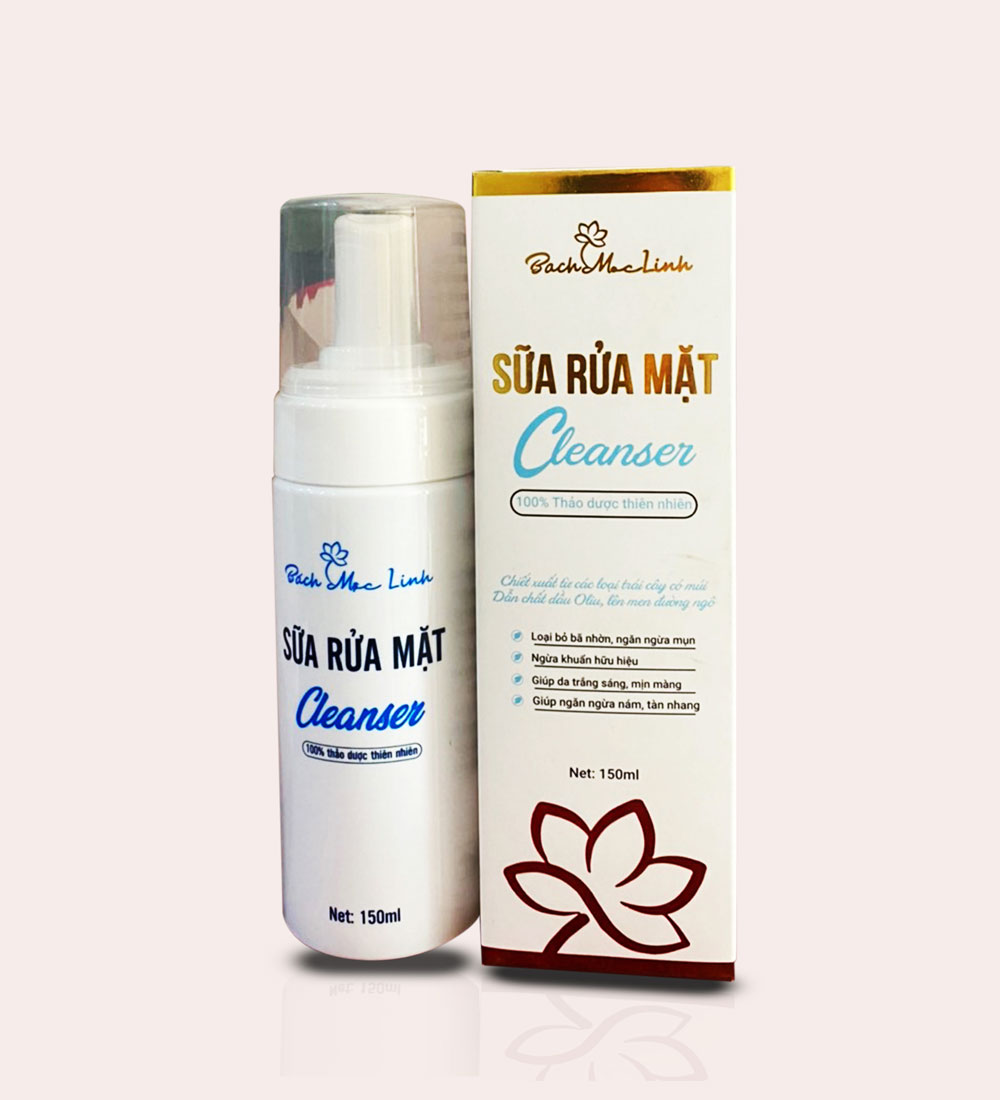 Bách Mộc Linh
SỮA RỬA MẶT
Cleanser
100% thảo dược thiên nhiên
Net: 150ml
Bach Moc Linh
SỮA RỬA MẶT
Cleanser
100% Thảo dược thiên nhiên
Chiết xuất từ các loại trái cây có múi
Dẫn chất dầu Oliu, lên men đường ngô
Loại bỏ bã nhờn, ngăn ngừa mụn
Ngừa khuẩn hữu hiệu
Giúp da trắng sáng, mịn màng
Giúp ngăn ngừa nám, tàn nhang
Net: 150ml